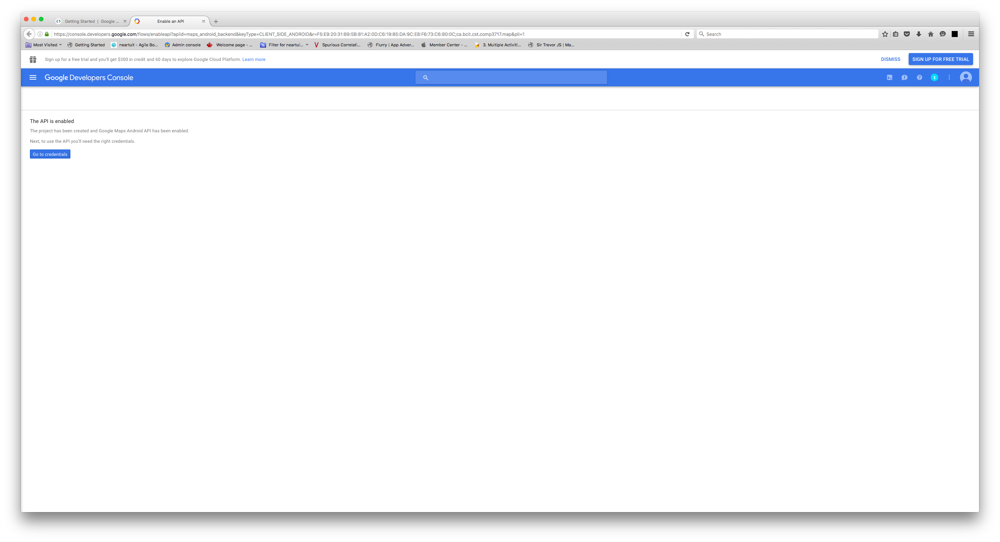 Getting Started | Google ...
Enable an API
https://console.developers.google.com/flows/enableapi?apiid=maps_android_backend&keyType=CLIENT_SIDE_ANDROID&r=F5:E9:20:31:B9:5B:81:A2:0D:C6:19:85:DA:9C:E8:F6:73:C6:80:0C;ca.bcit.cst.comp3717.map&pli=1
Search
Most Visited
Getting Started
neartuit - Agile Bo...
Admin console
Welcome page - ...
Filter for neartui...
Spurious Correlati...
Flurry | App Adver...
Member Center - ...
3. Multiple Activiti...
Sir Trevor JS | Ma...
Sign up for a free trial and you'll get $300 in credit and 60 days to explore Google Cloud Platform. Learn more
DISMISS
SIGN UP FOR FREE TRIAL
Google Developers Console
1
The API is enabled
The project has been created and Google Maps Android API has been enabled.
Next, to use the API you'll need the right credentials.
Go to credentials